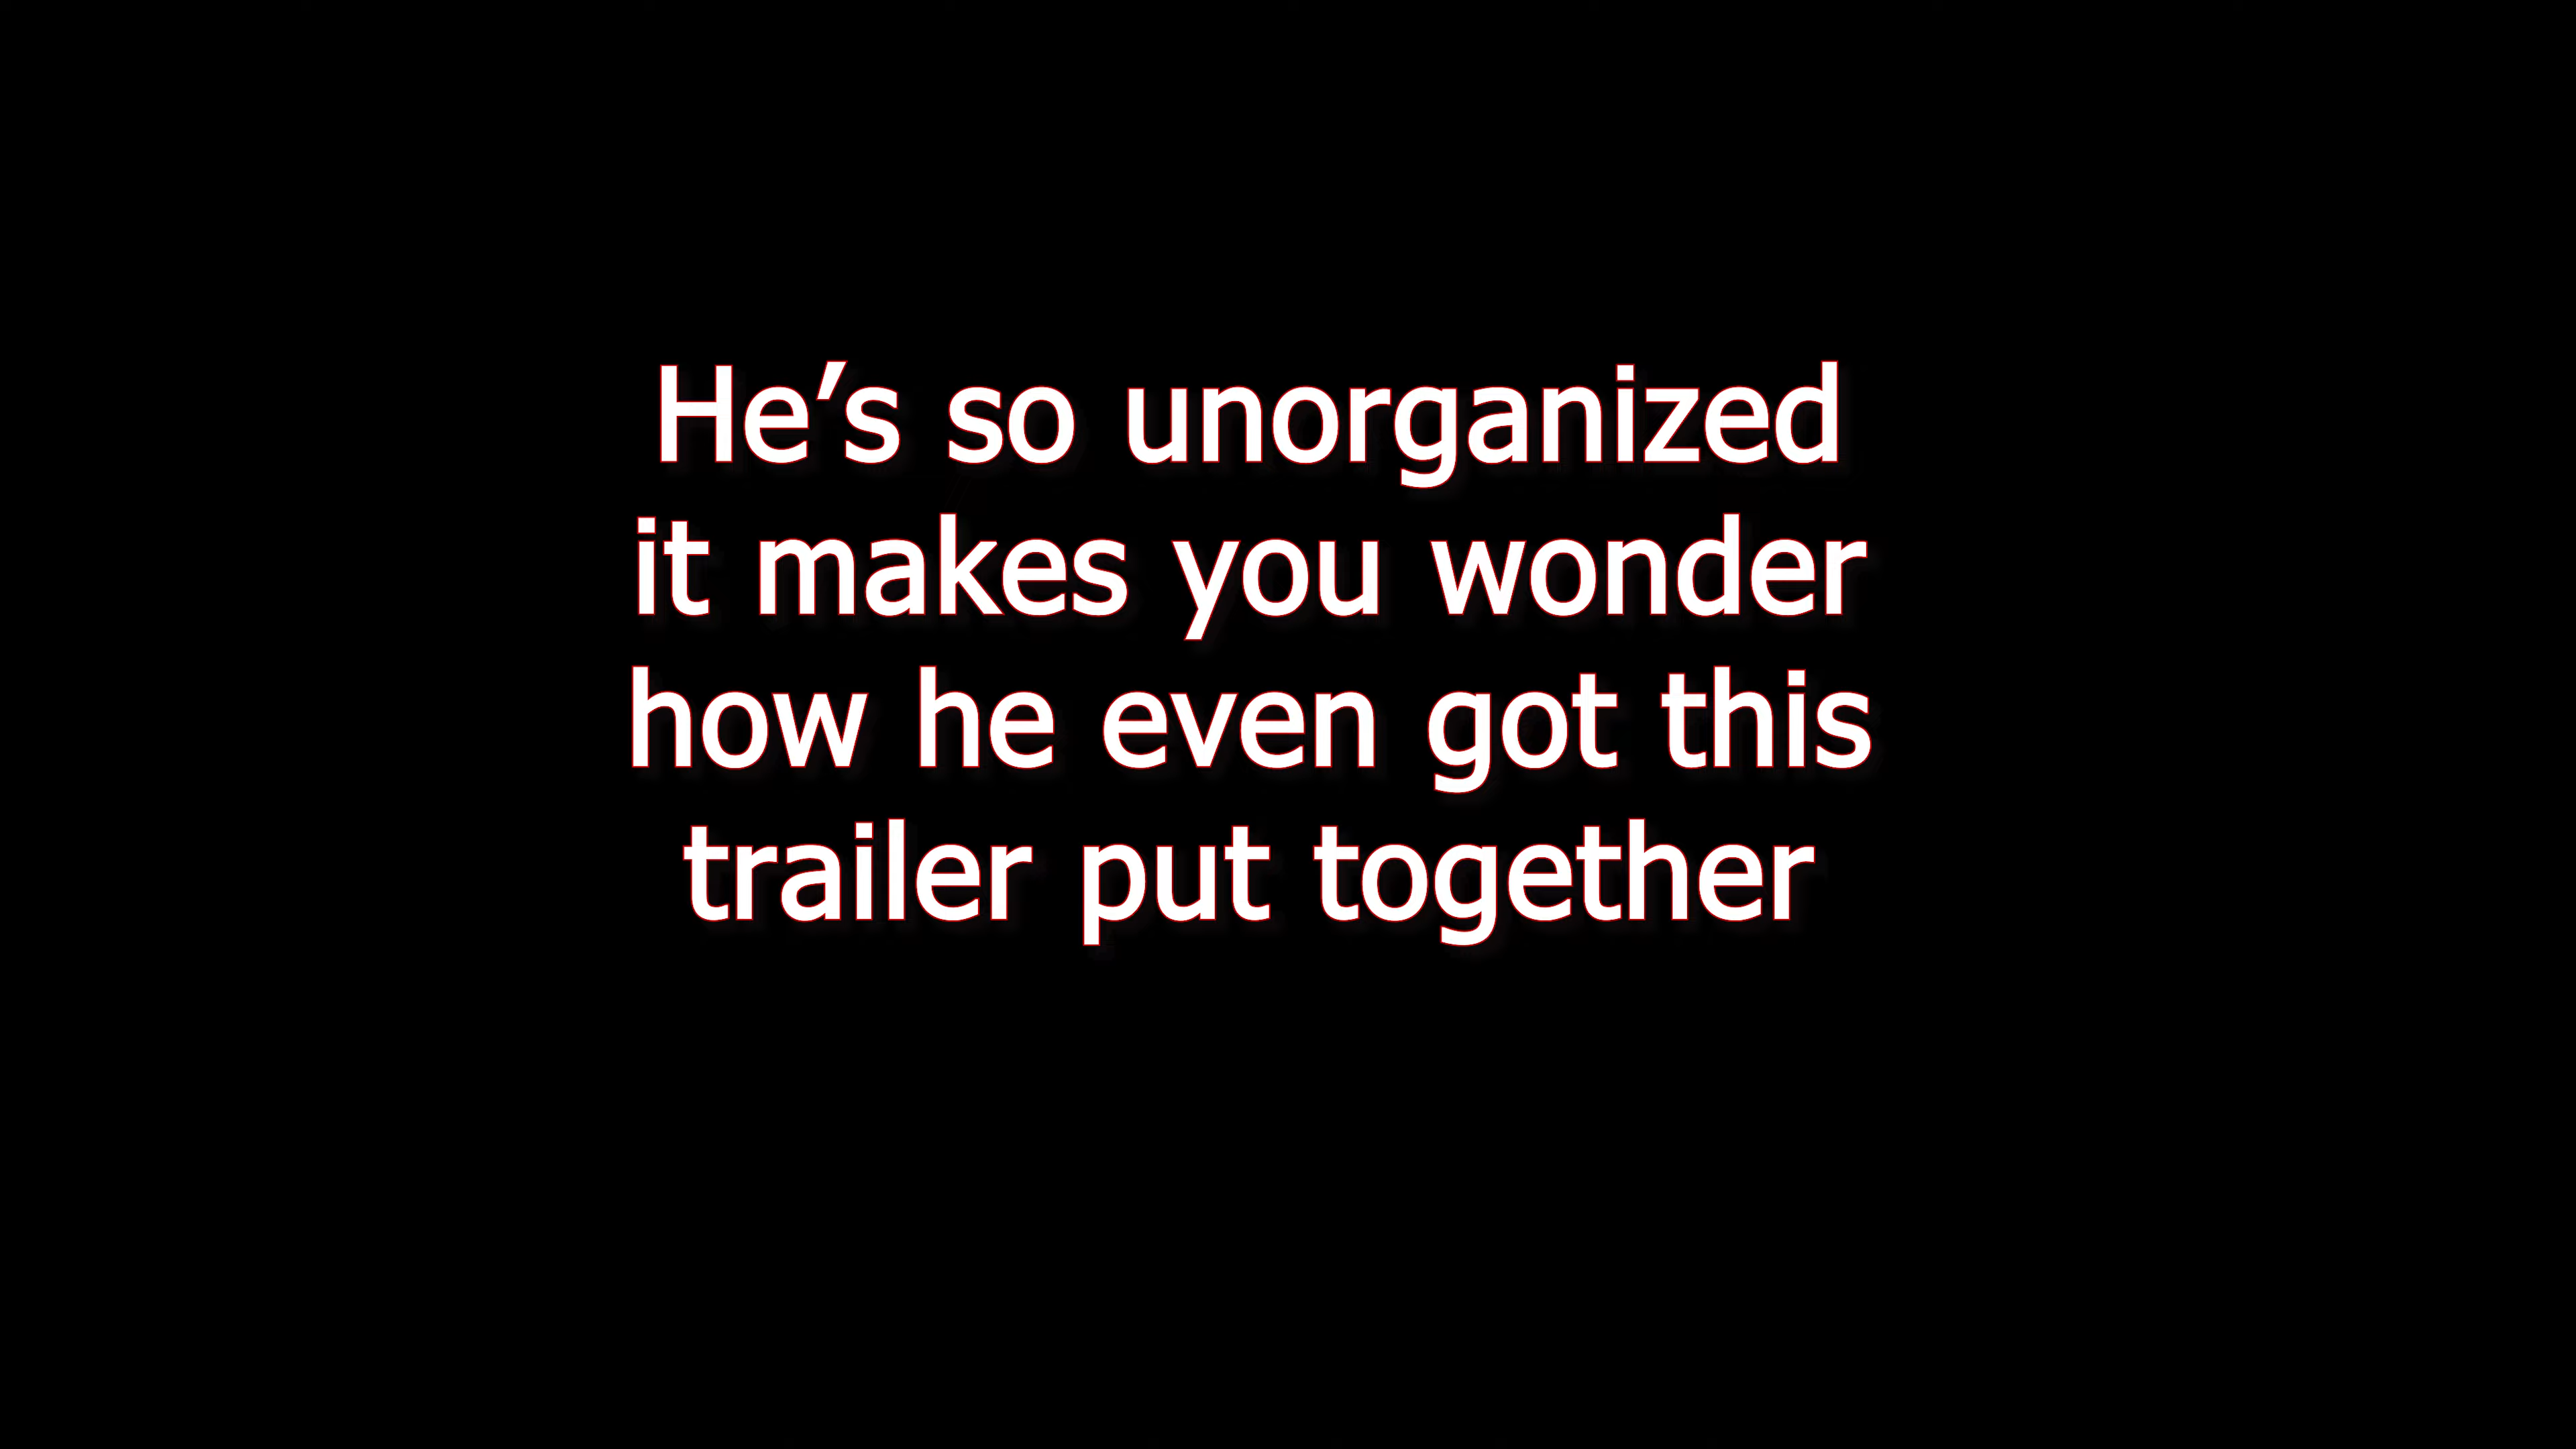 He’s so unorganized
it makes you wonder
how he even got this
trailer put together